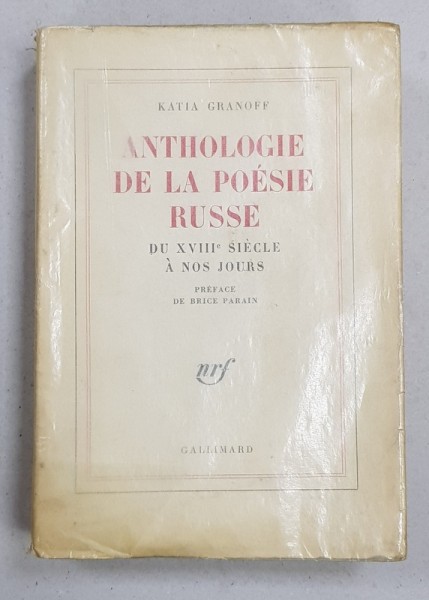 KATIA GRANOFF
ANTHOLOGIE
DE LA POÉSIE
RUSSE
DU XVIIIe SIÈCLE
À NOS JOURS
PRÉFACE
DE BRICE PARAIN
nrf
GALLIMARD